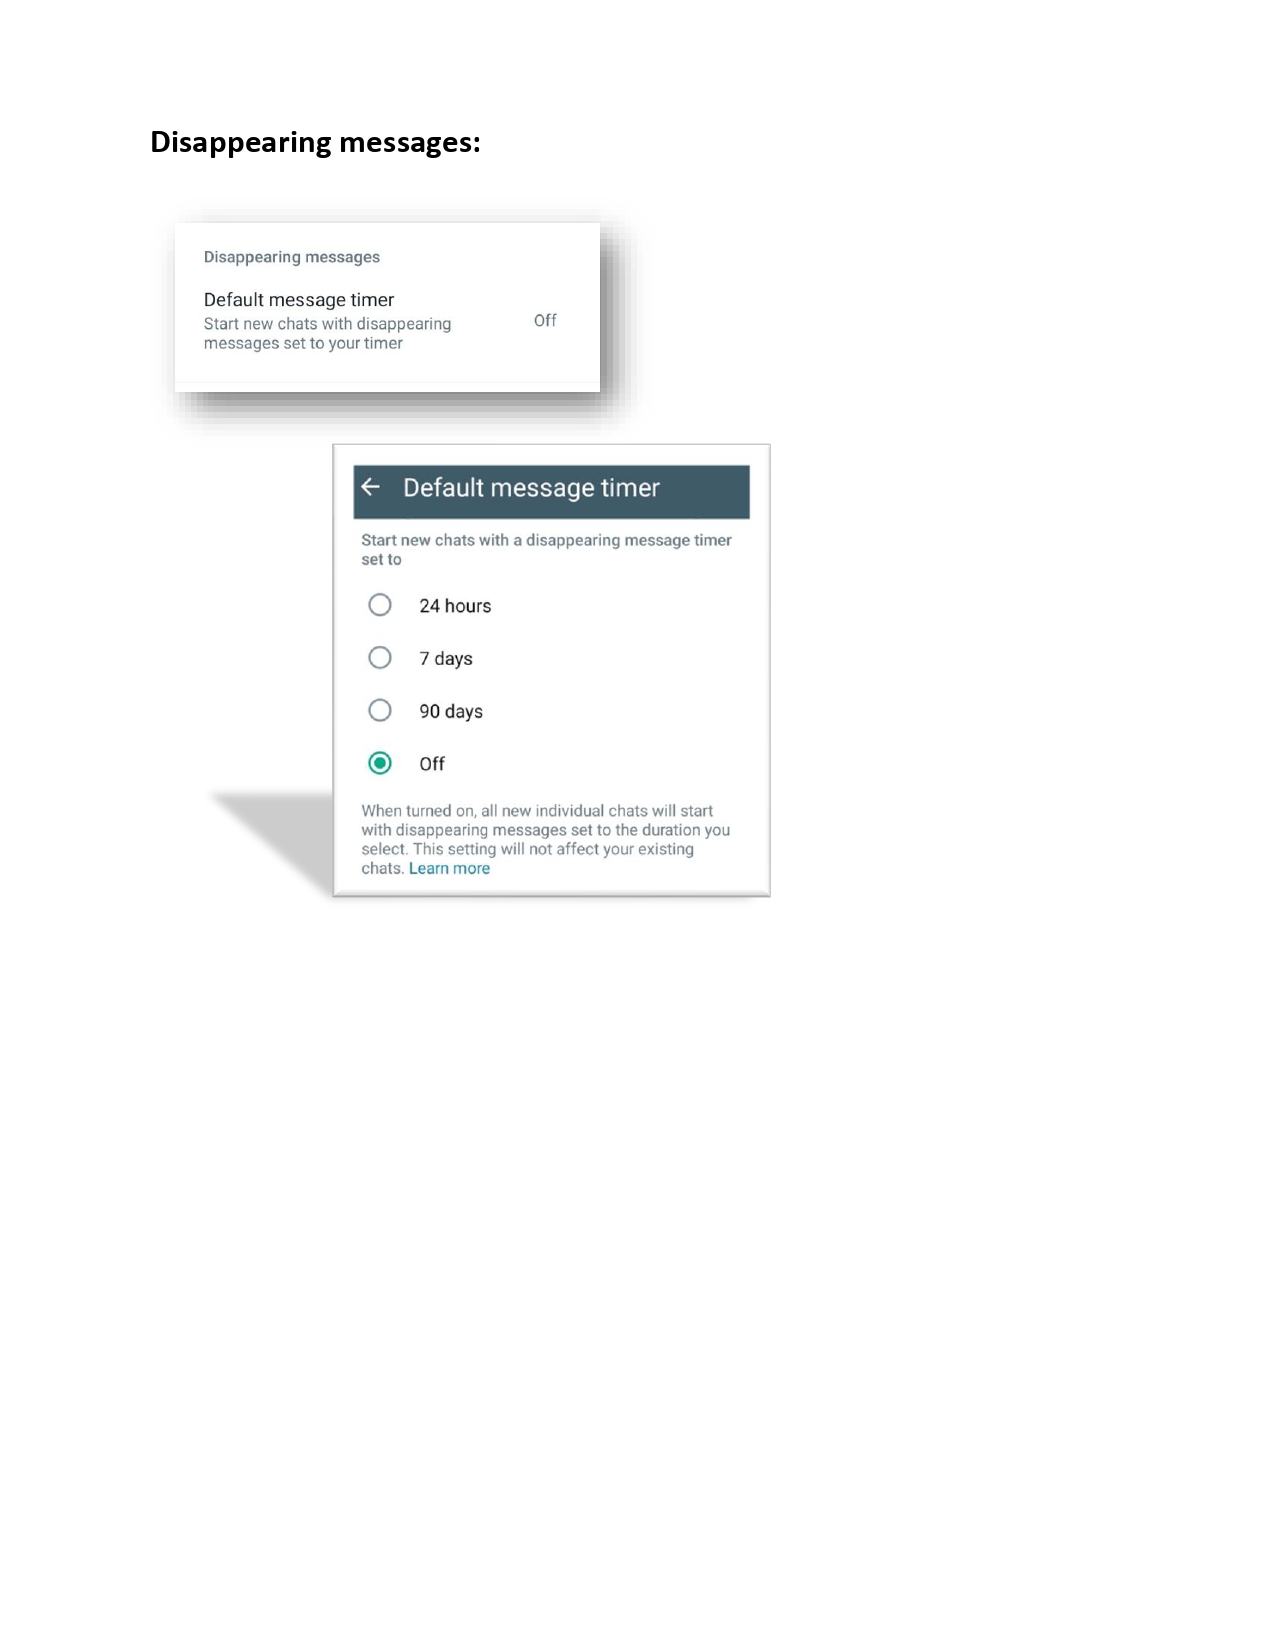 Disappearing messages:
Disappearing messages
Default message timer
Start new chats with disappearing
messages set to your timer
Off
Default message timer
Start new chats with a disappearing message timer
set to
24 hours
7 days
90 days
Off
When turned on, all new individual chats will start
with disappearing messages set to the duration you
select. This setting will not affect your existing
chats. Learn more